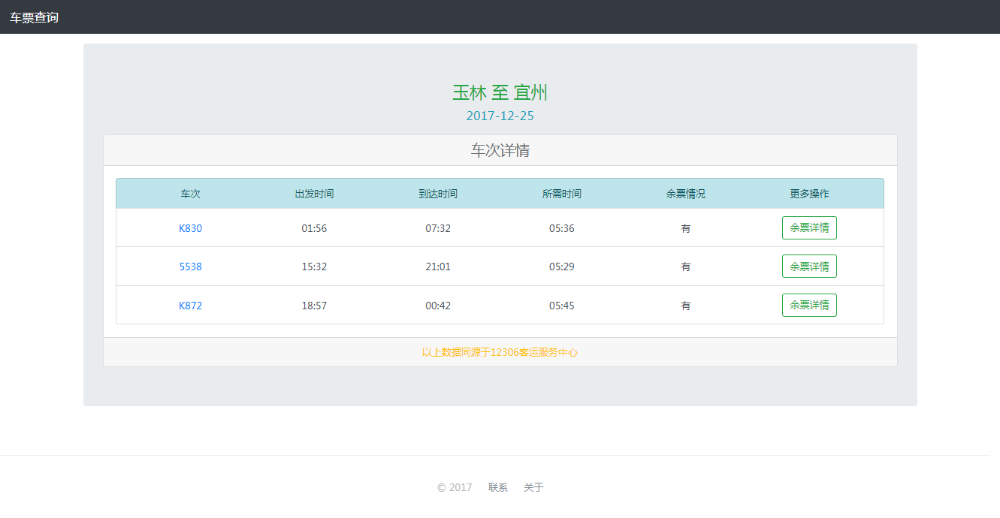 车票查询
玉林 至 宜州
2017-12-25
车次详情
车次 出发时间 到达时间 所需时间 余票情况 更多操作
K830 01:56 07:32 05:36 有 余票详情
5538 15:32 21:01 05:29 有 余票详情
K872 18:57 00:42 05:45 有 余票详情
以上数据同源于12306客运服务中心
© 2017 联系 关于